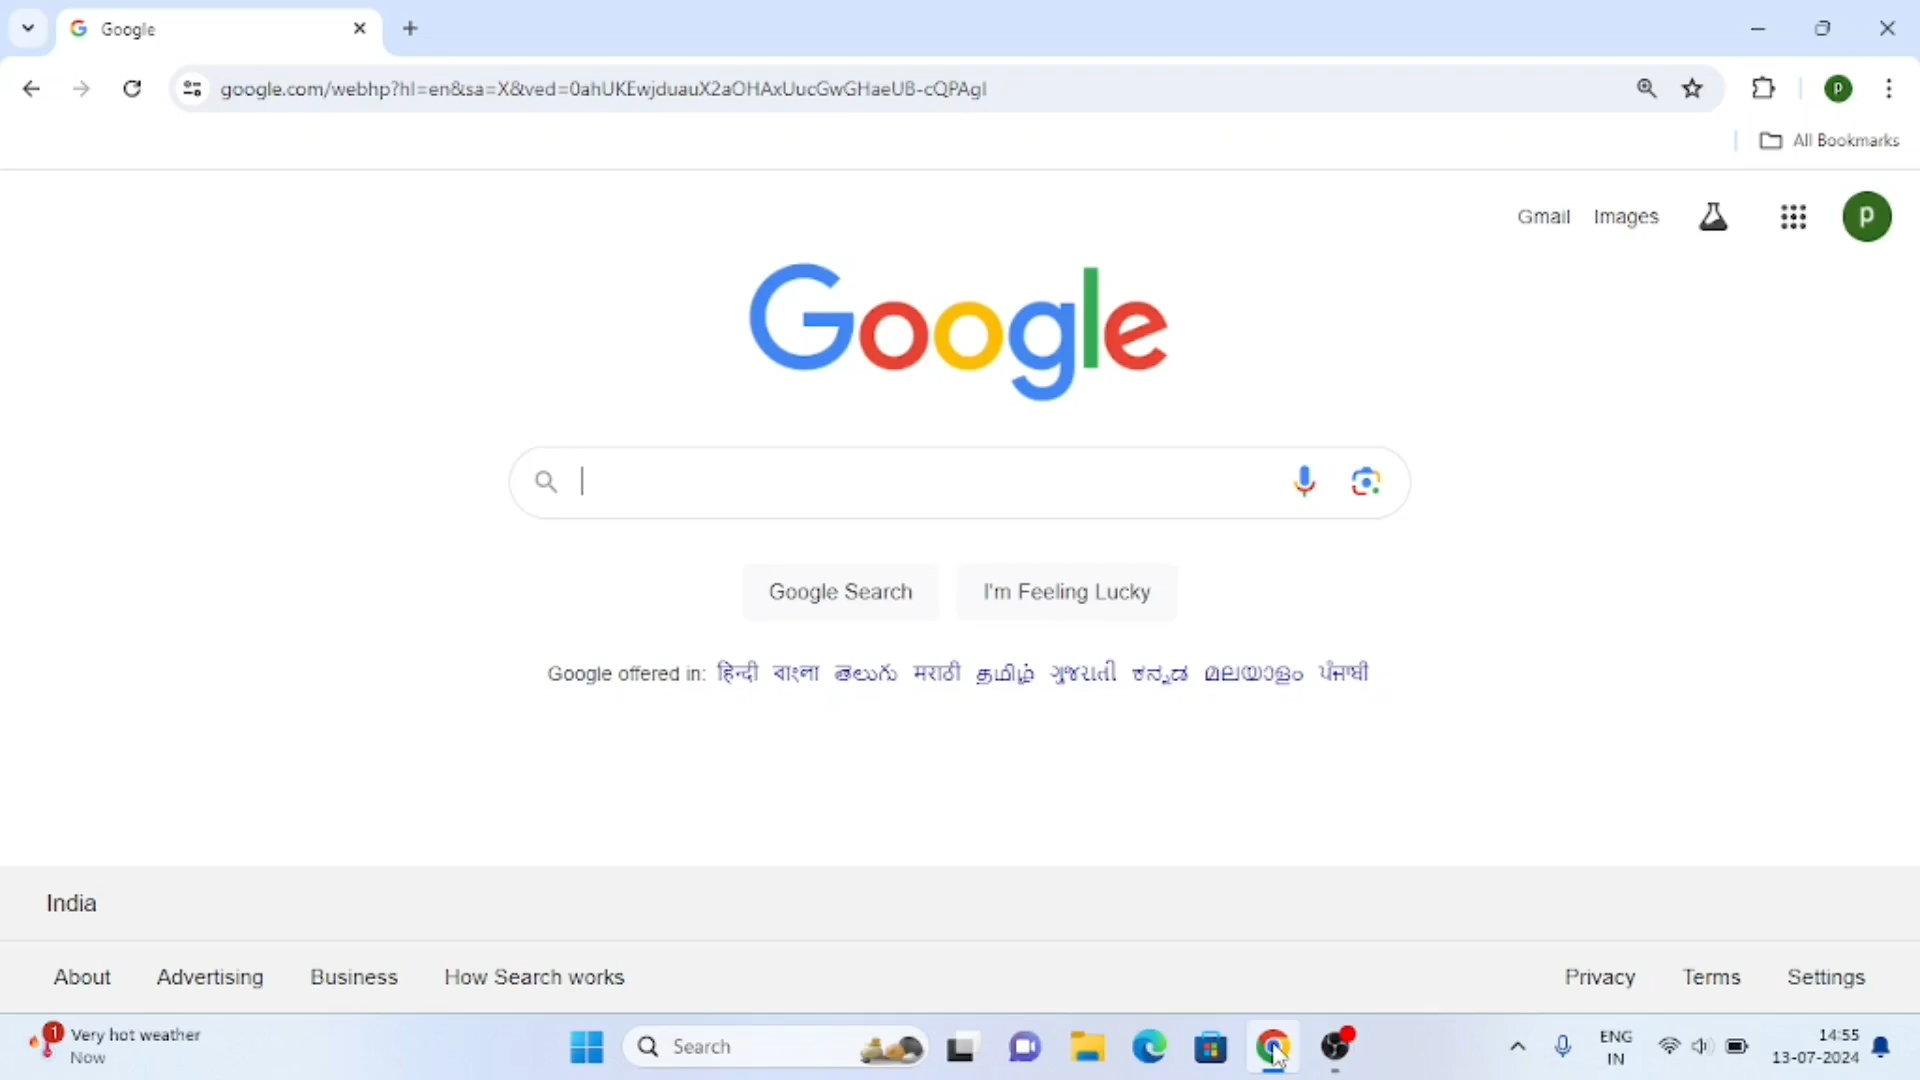 Google
google.com/webhp?hl=en&sa=X&ved=0ahUKEwjduauX2aOHAxUucGwGHaeUB-cQPAgI
p
All Bookmarks
Gmail Images
p
Google
Google Search I'm Feeling Lucky
Google offered in: हिन्दी বাংলা తెలుగు मराठी தமிழ் ગુજરાતી ಕನ್ನಡ മലയാളം ਪੰਜਾਬੀ
India
About Advertising Business How Search works Privacy Terms Settings
1 Very hot weather
Now
Search
ENG
IN
14:55
13-07-2024